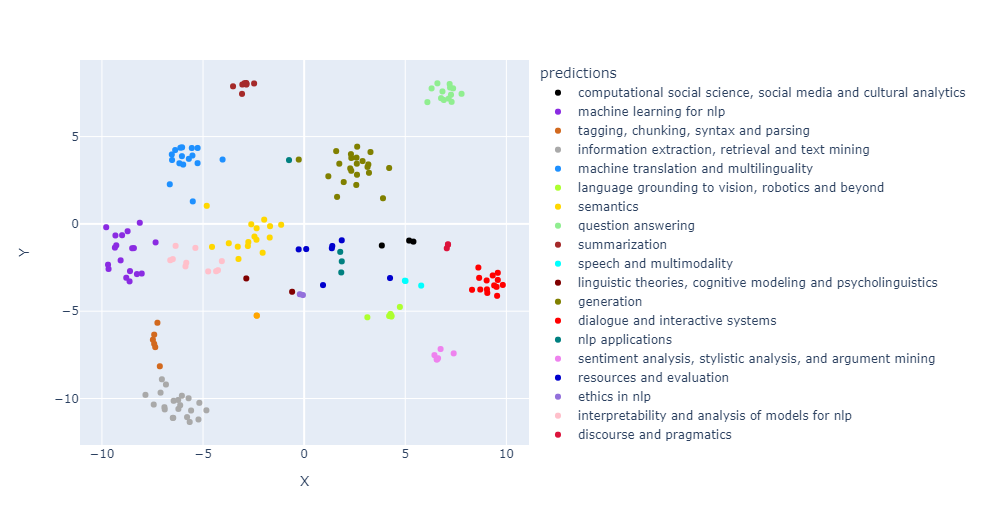 predictions
computational social science, social media and cultural analytics
machine learning for nlp
tagging, chunking, syntax and parsing
information extraction, retrieval and text mining
machine translation and multilinguality
language grounding to vision, robotics and beyond
semantics
question answering
summarization
speech and multimodality
linguistic theories, cognitive modeling and psycholinguistics
generation
dialogue and interactive systems
nlp applications
sentiment analysis, stylistic analysis, and argument mining
resources and evaluation
ethics in nlp
interpretability and analysis of models for nlp
discourse and pragmatics
5
0
−5
−10
Y
−10 −5 0 5 10
X